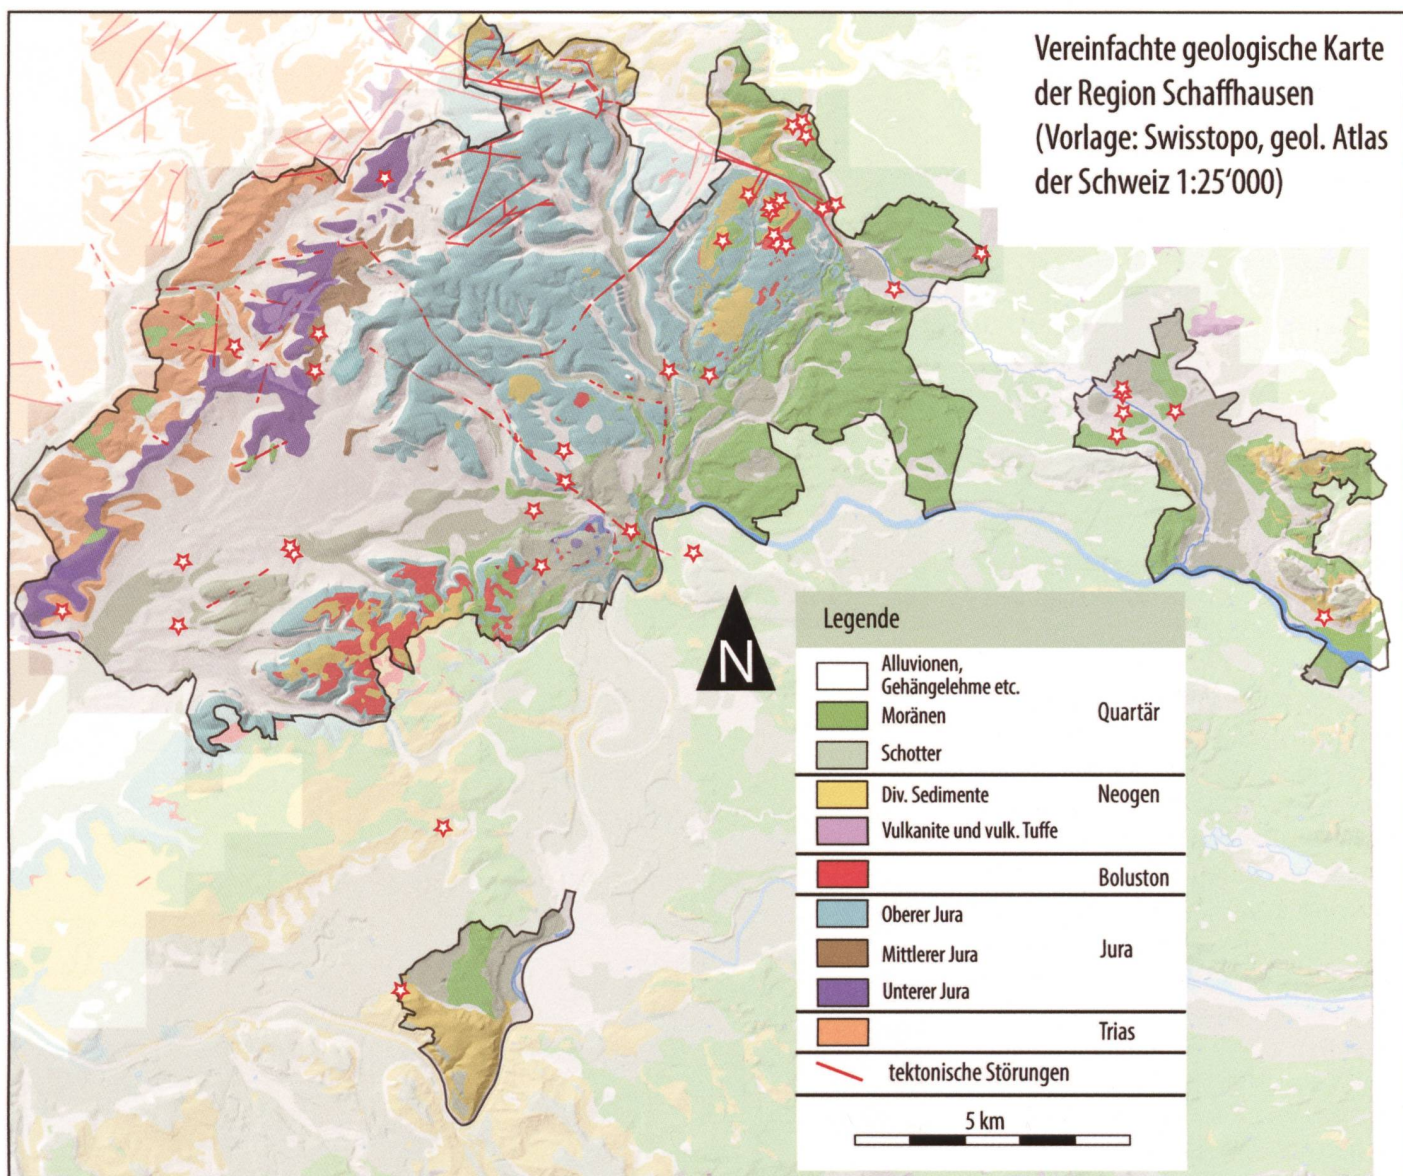 Vereinfachte geologische Karte
der Region Schaffhausen
(Vorlage: Swisstopo, geol. Atlas
der Schweiz 1:25‘000)
N
Legende
Alluvionen,
Gehängelehme etc.
Quartär
Moränen
Schotter
Div. Sedimente
Neogen
Vulkanite und vulk. Tuffe
Boluston
Oberer Jura
Mittlerer Jura
Jura
Unterer Jura
Trias
tektonische Störungen
5 km